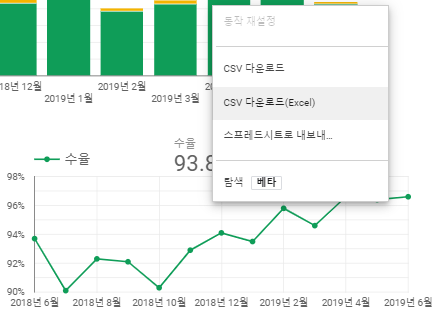 동작 재설정
CSV 다운로드
CSV 다운로드(Excel)
스프레드시트로 내보내...
탐색 베타
2018년 12월
2019년 1월
2019년 2월
2019년 3월
수율
수율
93.8
98%
96%
94%
92%
90%
2018년 6월
2018년 8월
2018년 10월
2018년 12월
2019년 2월
2019년 4월
2019년 6월